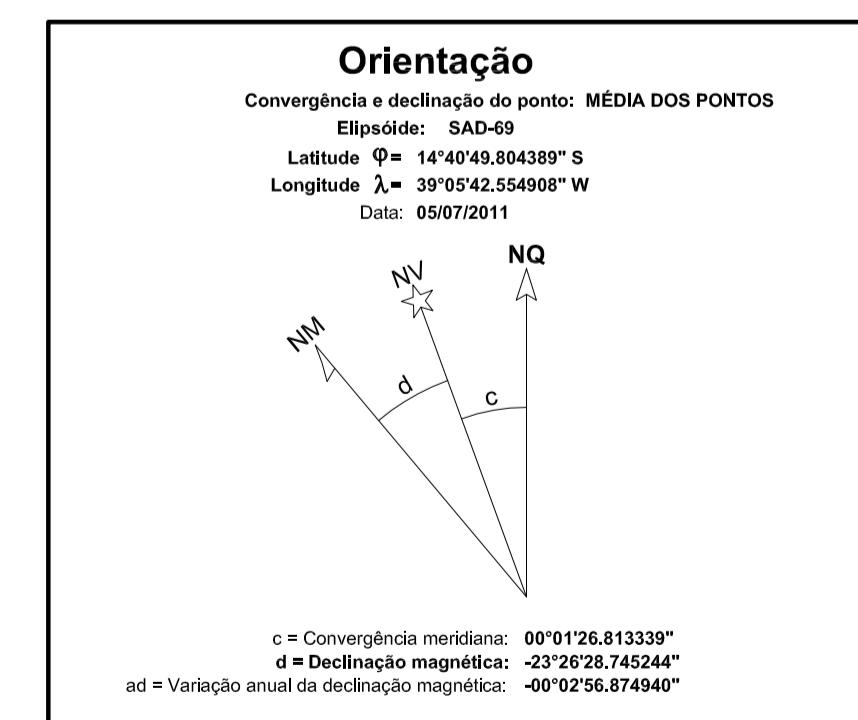 Orientação
Convergência e declinação do ponto: MÉDIA DOS PONTOS
Elipsóide: SAD-69
Latitude φ= 14°40'49.804389" S
Longitude λ= 39°05'42.554908" W
Data: 05/07/2011
NQ
NV
NM
d
c
c = Convergência meridiana: 00°01'26.813339"
d = Declinação magnética: -23°26'28.745244"
ad = Variação anual da declinação magnética: -00°02'56.874940"